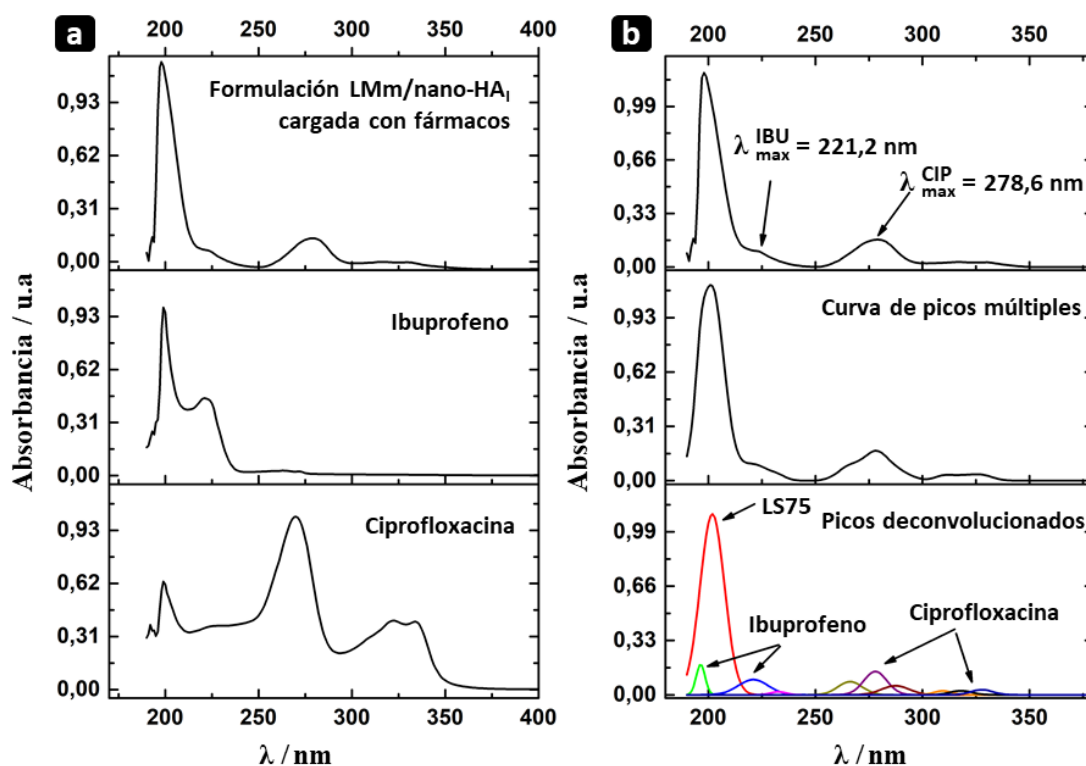 a
200 250 300 350 400
Formulación LMm/nano-HA_I
cargada con fármacos
0,93
0,62
0,31
0,00
Ibuprofeno
0,93
0,62
0,31
0,00
Ciprofloxacina
0,93
0,62
0,31
0,00
200 250 300 350 400
Absorbancia / u.a
λ / nm
b
200 250 300 350
0,99
0,66
0,33
0,00
λ IBU max = 221,2 nm
λ CIP max = 278,6 nm
Curva de picos múltiples
0,93
0,62
0,31
0,00
LS75
Picos deconvolucionados
Ibuprofeno
Ciprofloxacina
0,99
0,66
0,33
0,00
200 250 300 350
Absorbancia / u.a
λ / nm